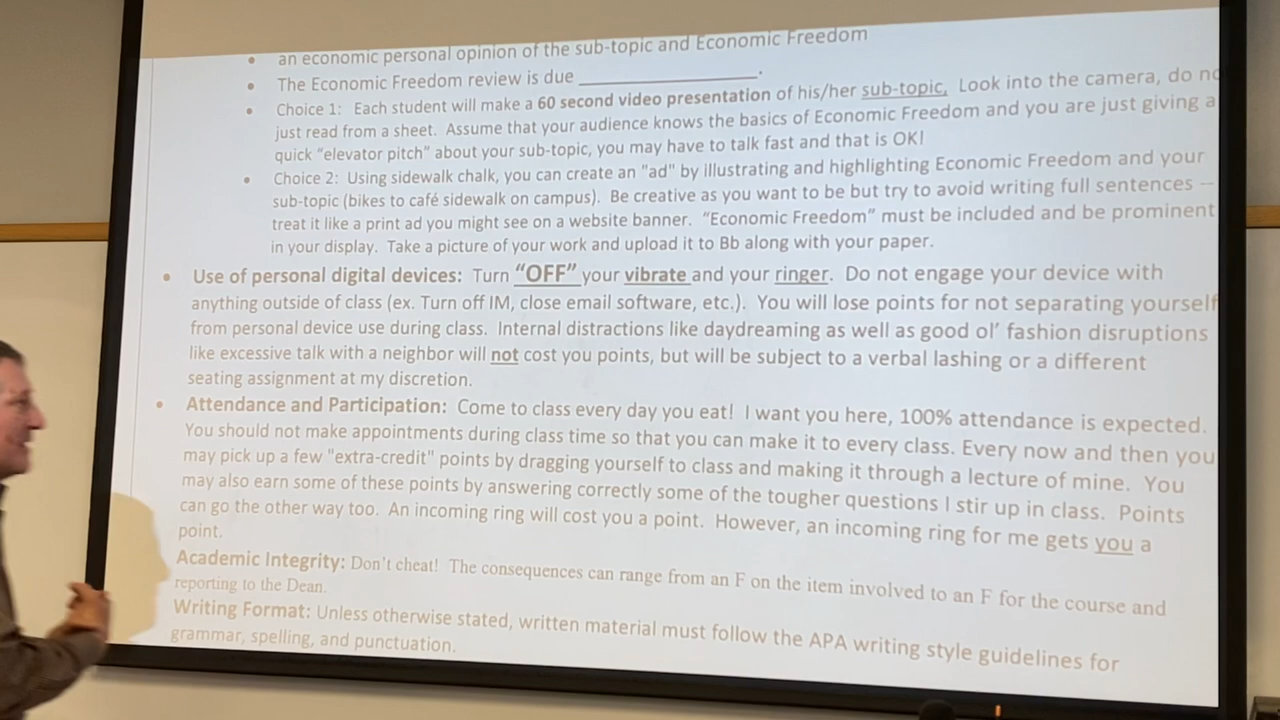 • an economic personal opinion of the sub-topic and Economic Freedom
• The Economic Freedom review is due ____________________.
• Choice 1: Each student will make a 60 second video presentation of his/her sub-topic, Look into the camera, do no
just read from a sheet. Assume that your audience knows the basics of Economic Freedom and you are just giving a
quick "elevator pitch" about your sub-topic, you may have to talk fast and that is OK!
• Choice 2: Using sidewalk chalk, you can create an "ad" by illustrating and highlighting Economic Freedom and your
sub-topic (bikes to café sidewalk on campus). Be creative as you want to be but try to avoid writing full sentences --
treat it like a print ad you might see on a website banner. "Economic Freedom" must be included and be prominent
in your display. Take a picture of your work and upload it to Bb along with your paper.
• Use of personal digital devices: Turn "OFF" your vibrate and your ringer. Do not engage your device with
anything outside of class (ex. Turn off IM, close email software, etc.). You will lose points for not separating yourself
from personal device use during class. Internal distractions like daydreaming as well as good ol' fashion disruptions
like excessive talk with a neighbor will not cost you points, but will be subject to a verbal lashing or a different
seating assignment at my discretion.
• Attendance and Participation: Come to class every day you eat! I want you here, 100% attendance is expected.
You should not make appointments during class time so that you can make it to every class. Every now and then you
may pick up a few "extra-credit" points by dragging yourself to class and making it through a lecture of mine. You
may also earn some of these points by answering correctly some of the tougher questions I stir up in class. Points
can go the other way too. An incoming ring will cost you a point. However, an incoming ring for me gets you a
point.
Academic Integrity: Don't cheat! The consequences can range from an F on the item involved to an F for the course and
reporting to the Dean.
Writing Format: Unless otherwise stated, written material must follow the APA writing style guidelines for
grammar, spelling, and punctuation.